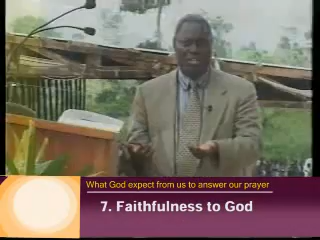 What God expect from us to answer our prayer
7. Faithfulness to God